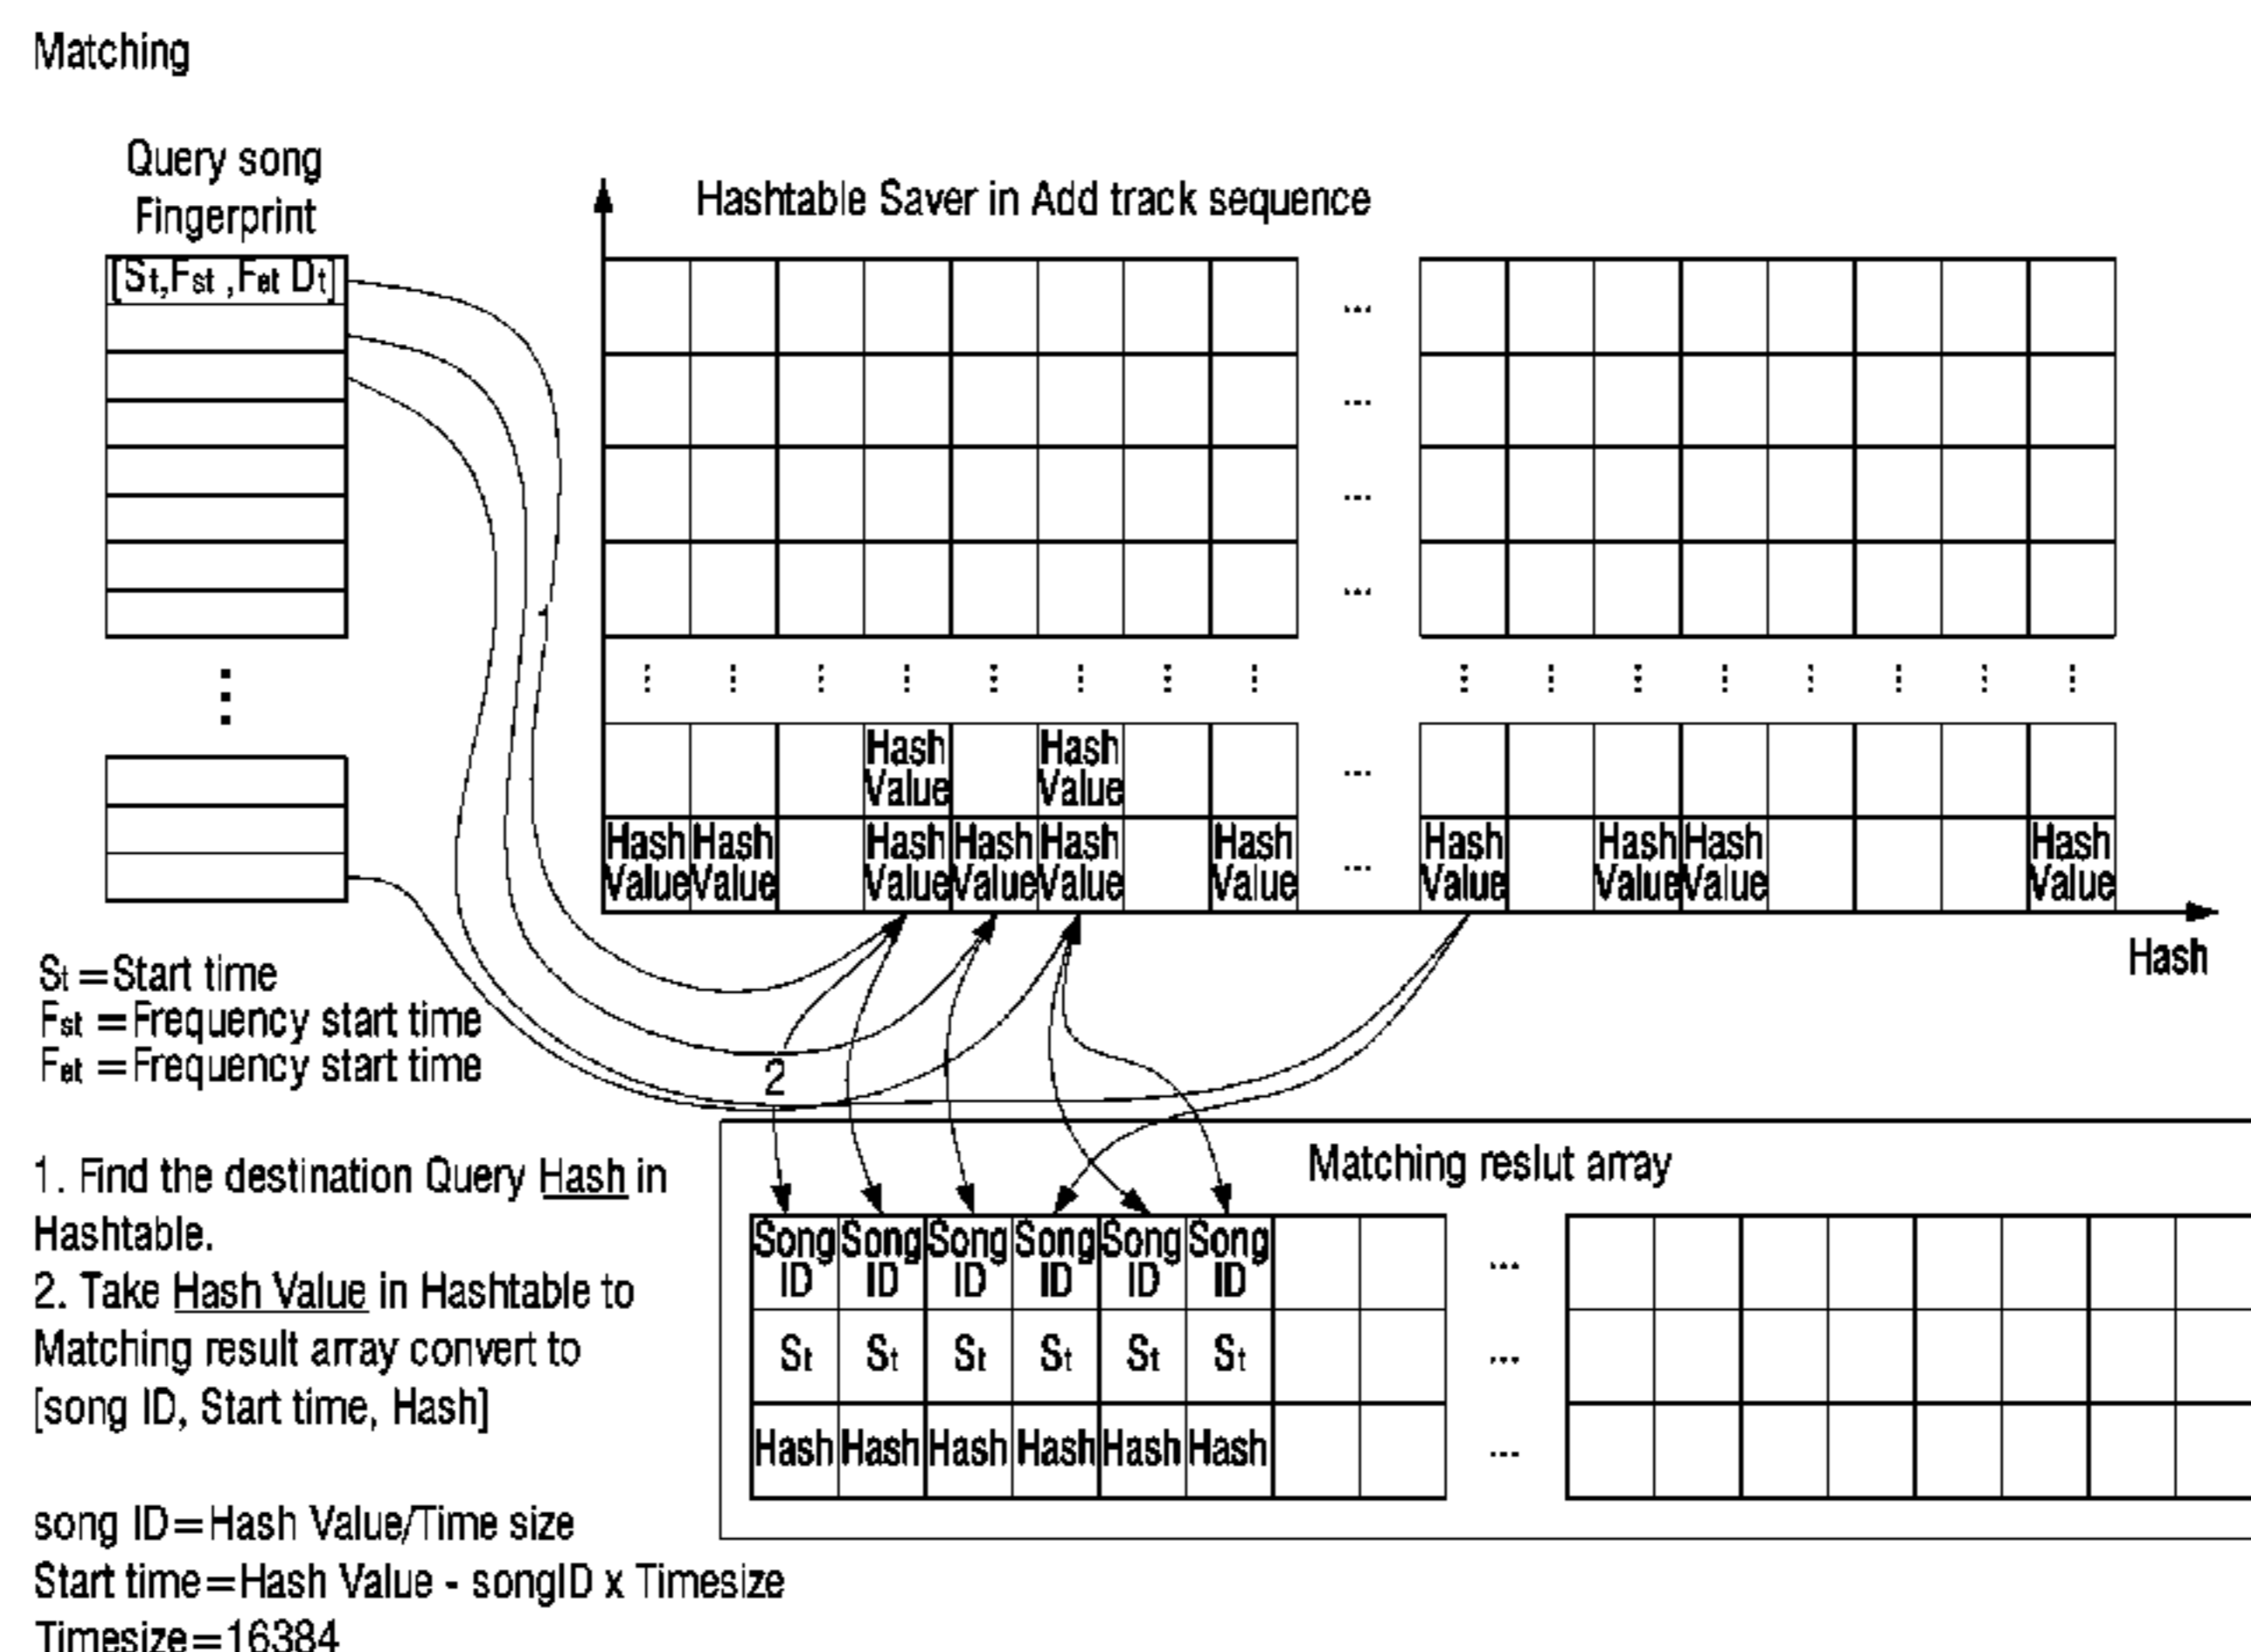 Matching
Query song
Fingerprint
[St,Fst ,Fet Dt]
Hashtable Saver in Add track sequence
...
...
...
...
Hash Hash
Value Value
...
Hash Hash Hash Hash Hash Hash Hash Hash Hash Hash Hash
Value Value Value Value Value Value ... Value Value Value Value
Hash
1
2
St =Start time
Fst =Frequency start time
Fet =Frequency start time
1. Find the destination Query Hash in
Hashtable.
2. Take Hash Value in Hashtable to
Matching result array convert to
[song ID, Start time, Hash]
song ID=Hash Value/Time size
Start time=Hash Value - songID x Timesize
Timesize=16384
Matching reslut array
Song Song Song Song Song Song
ID ID ID ID ID ID ...
St St St St St St ...
Hash Hash Hash Hash Hash Hash ...